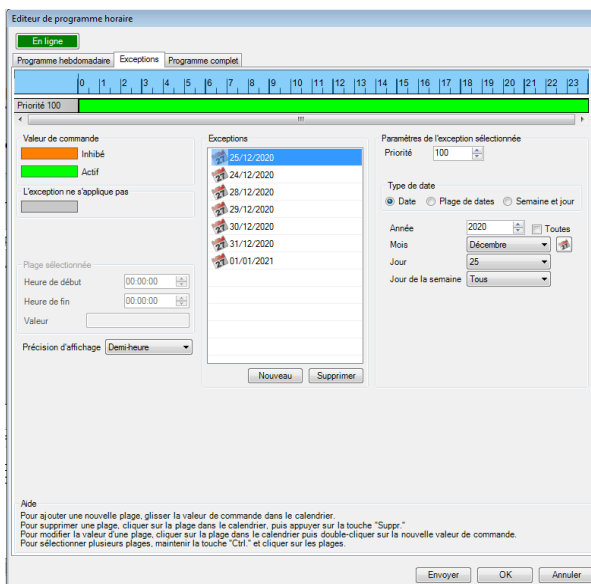 Editeur de programme horaire
En ligne
Programme hebdomadaire Exceptions Programme complet
0 1 2 3 4 5 6 7 8 9 10 11 12 13 14 15 16 17 18 19 20 21 22 23
Priorité 100
Valeur de commande
Inhibé
Actif
L'exception ne s'applique pas
Plage sélectionnée
Heure de début 00:00:00
Heure de fin 00:00:00
Valeur
Précision d'affichage Demi-heure
Exceptions
27 25/12/2020
27 24/12/2020
27 28/12/2020
27 29/12/2020
27 30/12/2020
27 31/12/2020
27 01/01/2021
Nouveau Supprimer
Paramètres de l'exception sélectionnée
Priorité 100
Type de date
Date Plage de dates Semaine et jour
Année 2020 Toutes
Mois Décembre
Jour 25
Jour de la semaine Tous
Aide
Pour ajouter une nouvelle plage, glisser la valeur de commande dans le calendrier.
Pour supprimer une plage, cliquer sur la plage dans le calendrier, puis appuyer sur la touche "Suppr."
Pour modifier la valeur d'une plage, cliquer sur la plage dans le calendrier puis double-cliquer sur la nouvelle valeur de commande.
Pour sélectionner plusieurs plages, maintenir la touche "Ctrl." et cliquer sur les plages.
Envoyer OK Annuler